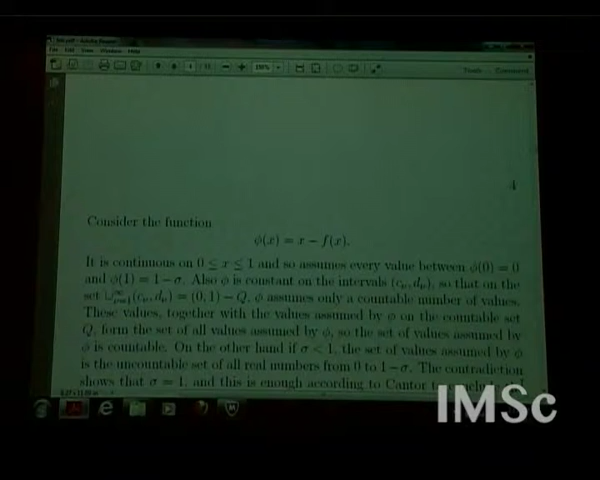 4
Consider the function
ϕ(x) = x − f(x).
It is continuous on 0 ≤ x ≤ 1 and so assumes every value between ϕ(0) = 0
and ϕ(1) = 1−σ. Also ϕ is constant on the intervals (cν, dν), so that on the
set ∪∞ν=1(cν, dν) = (0, 1) − Q, ϕ assumes only a countable number of values.
These values, together with the values assumed by ϕ on the countable set
Q, form the set of all values assumed by ϕ, so the set of values assumed by
ϕ is countable. On the other hand if σ < 1, the set of values assumed by ϕ
is the uncountable set of all real numbers from 0 to 1−σ. The contradiction
shows that σ = 1, and this is enough according to Cantor
IMSc